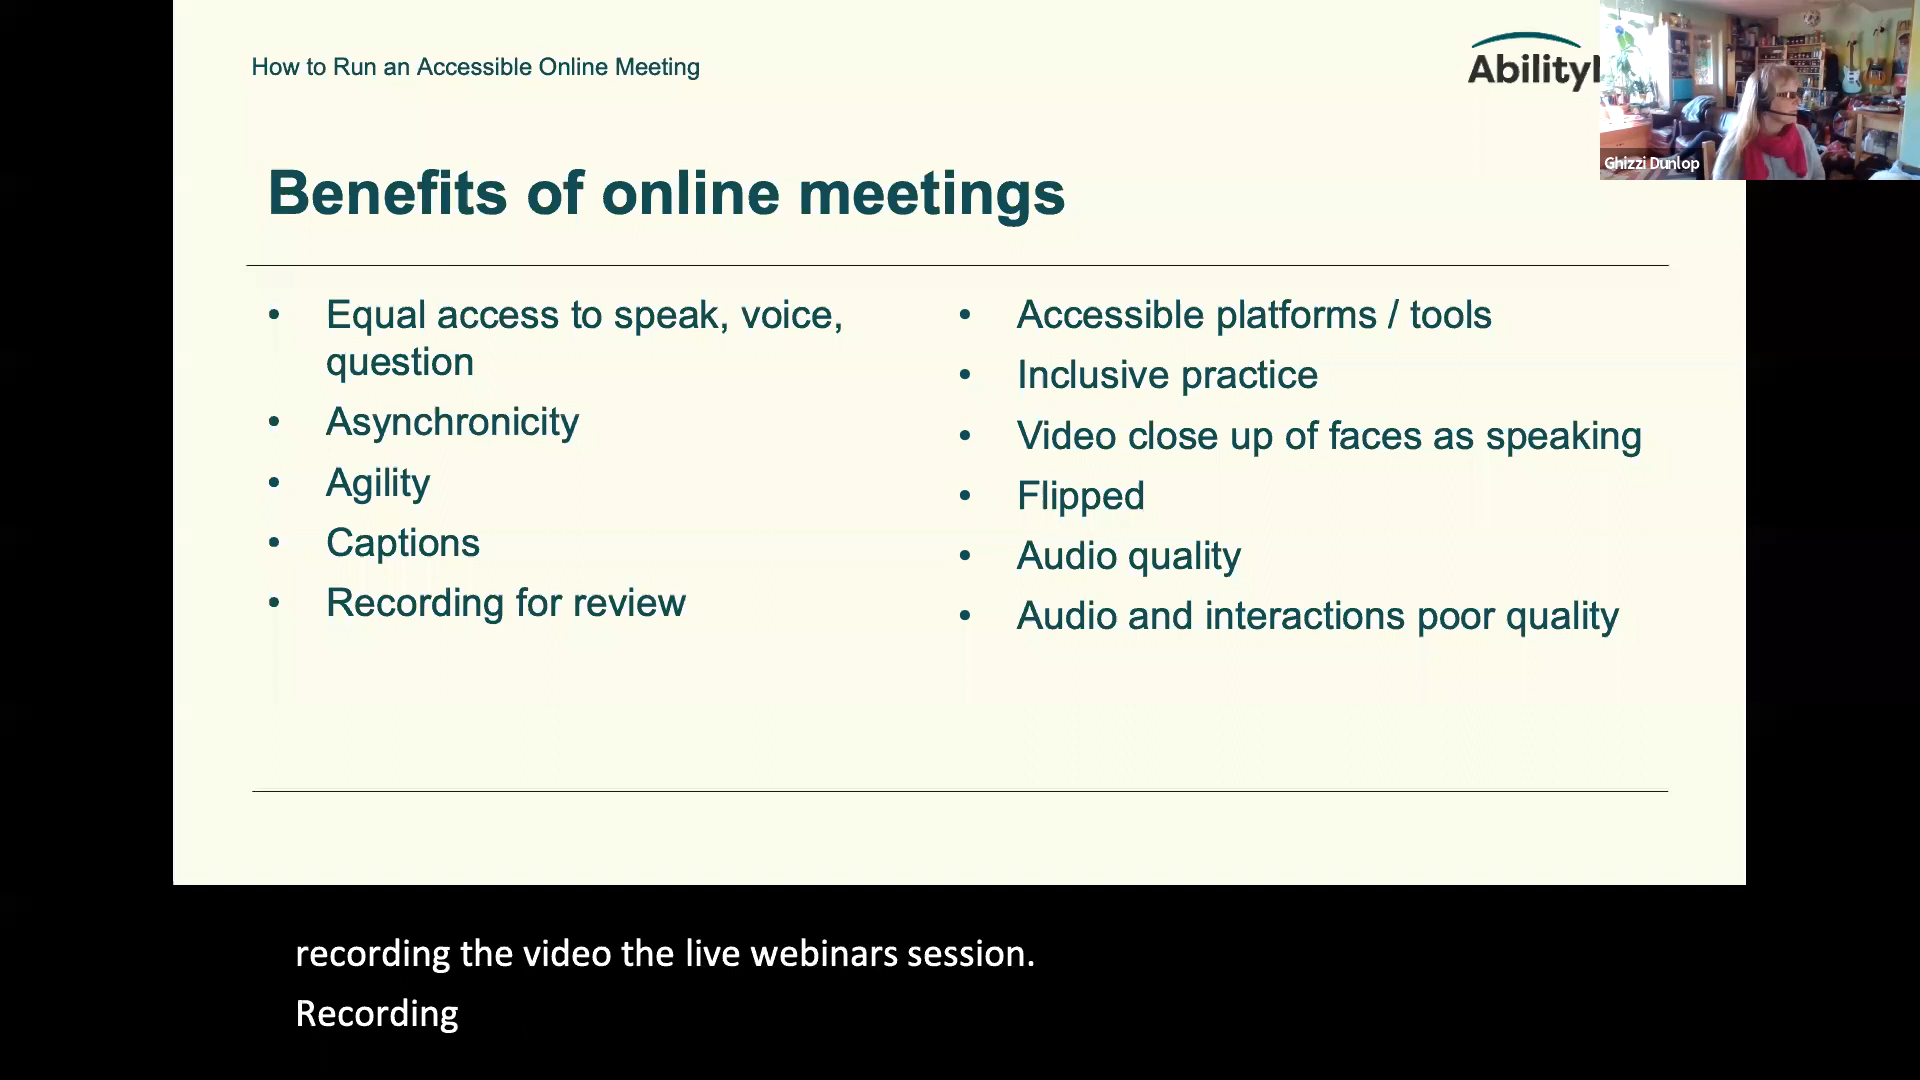 How to Run an Accessible Online Meeting
Ability
Ghizzi Dunlop
Benefits of online meetings
• Equal access to speak, voice,
question
• Asynchronicity
• Agility
• Captions
• Recording for review
• Accessible platforms / tools
• Inclusive practice
• Video close up of faces as speaking
• Flipped
• Audio quality
• Audio and interactions poor quality
recording the video the live webinars session.
Recording